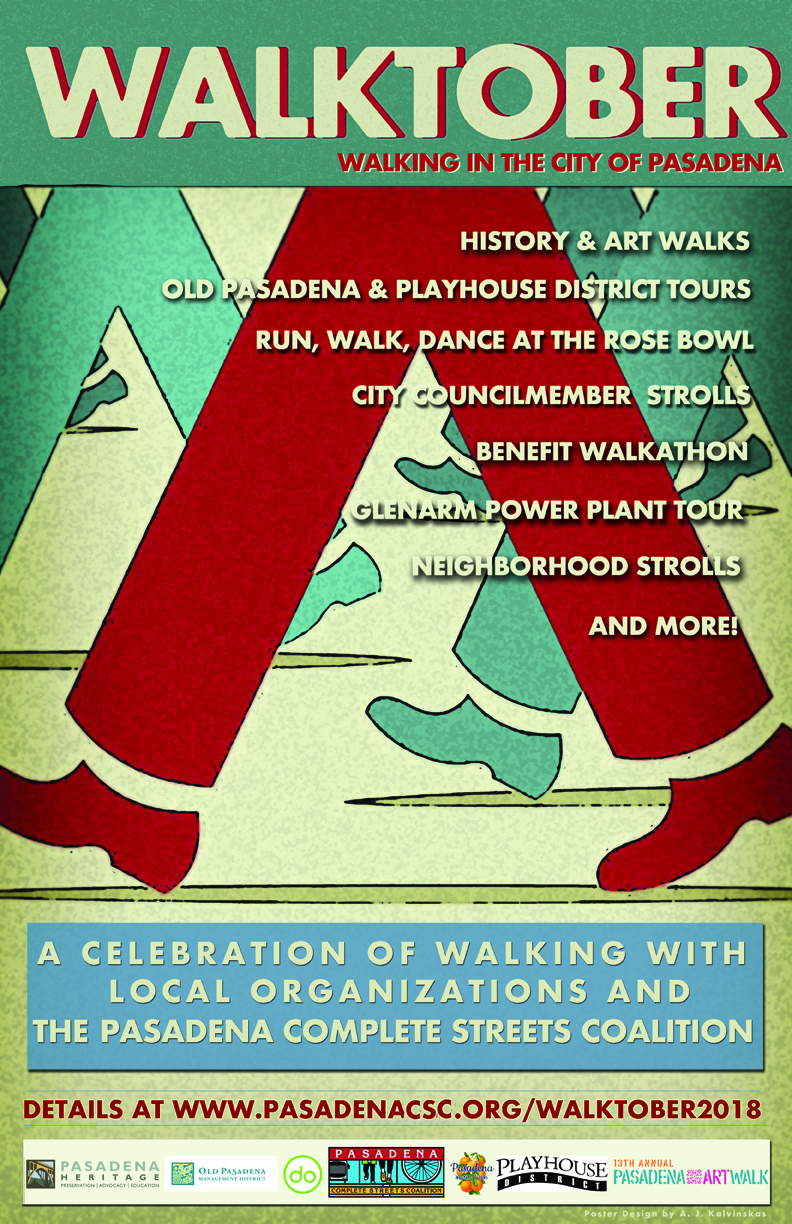 WALKTOBER
WALKING IN THE CITY OF PASADENA
HISTORY & ART WALKS
OLD PASADENA & PLAYHOUSE DISTRICT TOURS
RUN, WALK, DANCE AT THE ROSE BOWL
CITY COUNCILMEMBER STROLLS
BENEFIT WALKATHON
GLENARM POWER PLANT TOUR
NEIGHBORHOOD STROLLS
AND MORE!
A CELEBRATION OF WALKING WITH
LOCAL ORGANIZATIONS AND
THE PASADENA COMPLETE STREETS COALITION
DETAILS AT WWW.PASADENACSC.ORG/WALKTOBER2018
PASADENA
HERITAGE
PRESERVATION | ADVOCACY | EDUCATION
OLD PASADENA
MANAGEMENT DISTRICT
do
PASADENA
COMPLETE STREETS COALITION
Pasadena
PLAYHOUSE
DISTRICT
13TH ANNUAL
PASADENA ARTWALK
Poster Design by A. J. Kalvinskas